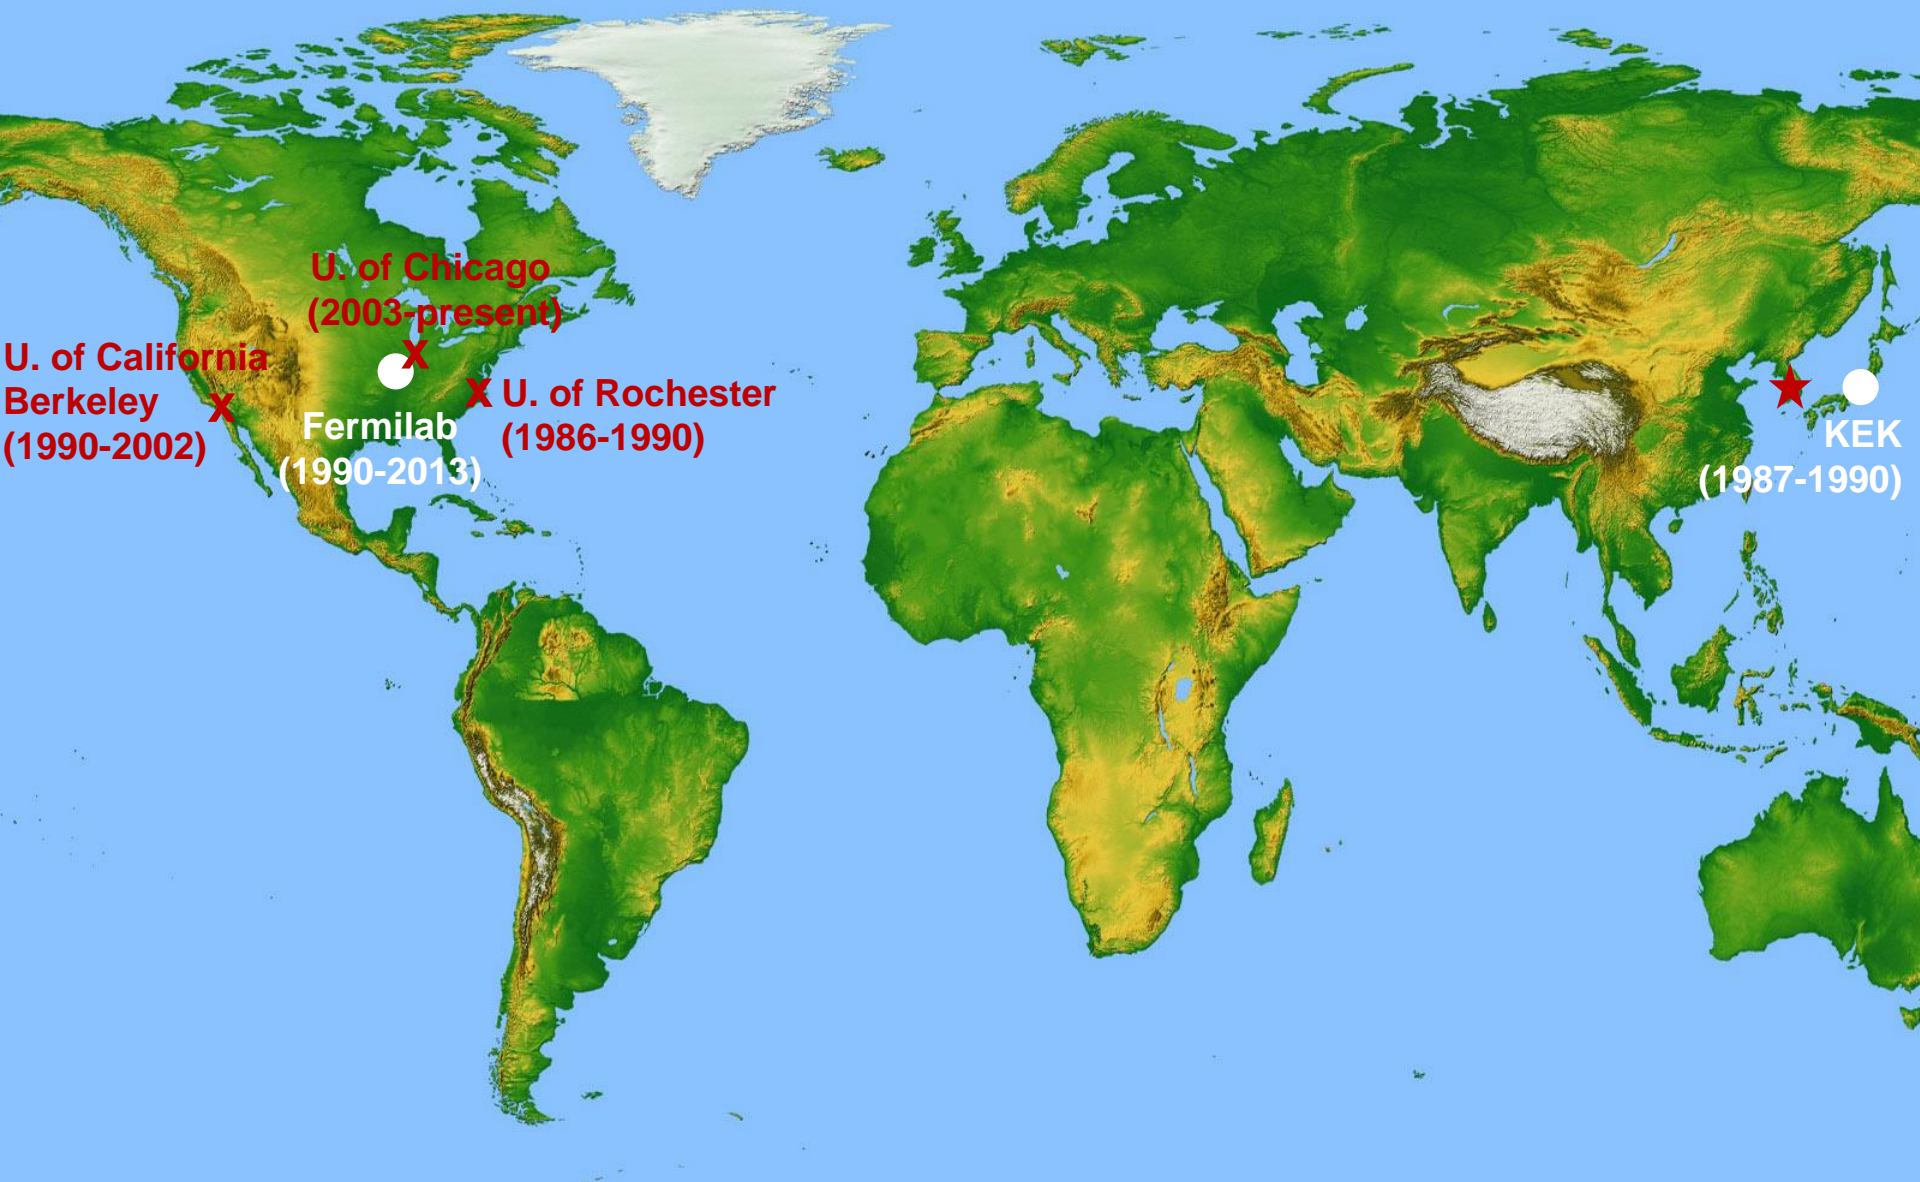 U. of Chicago
(2003-present)
U. of California
Berkeley
(1990-2002)
X
X
X
U. of Rochester
(1986-1990)
Fermilab
(1990-2013)
KEK
(1987-1990)